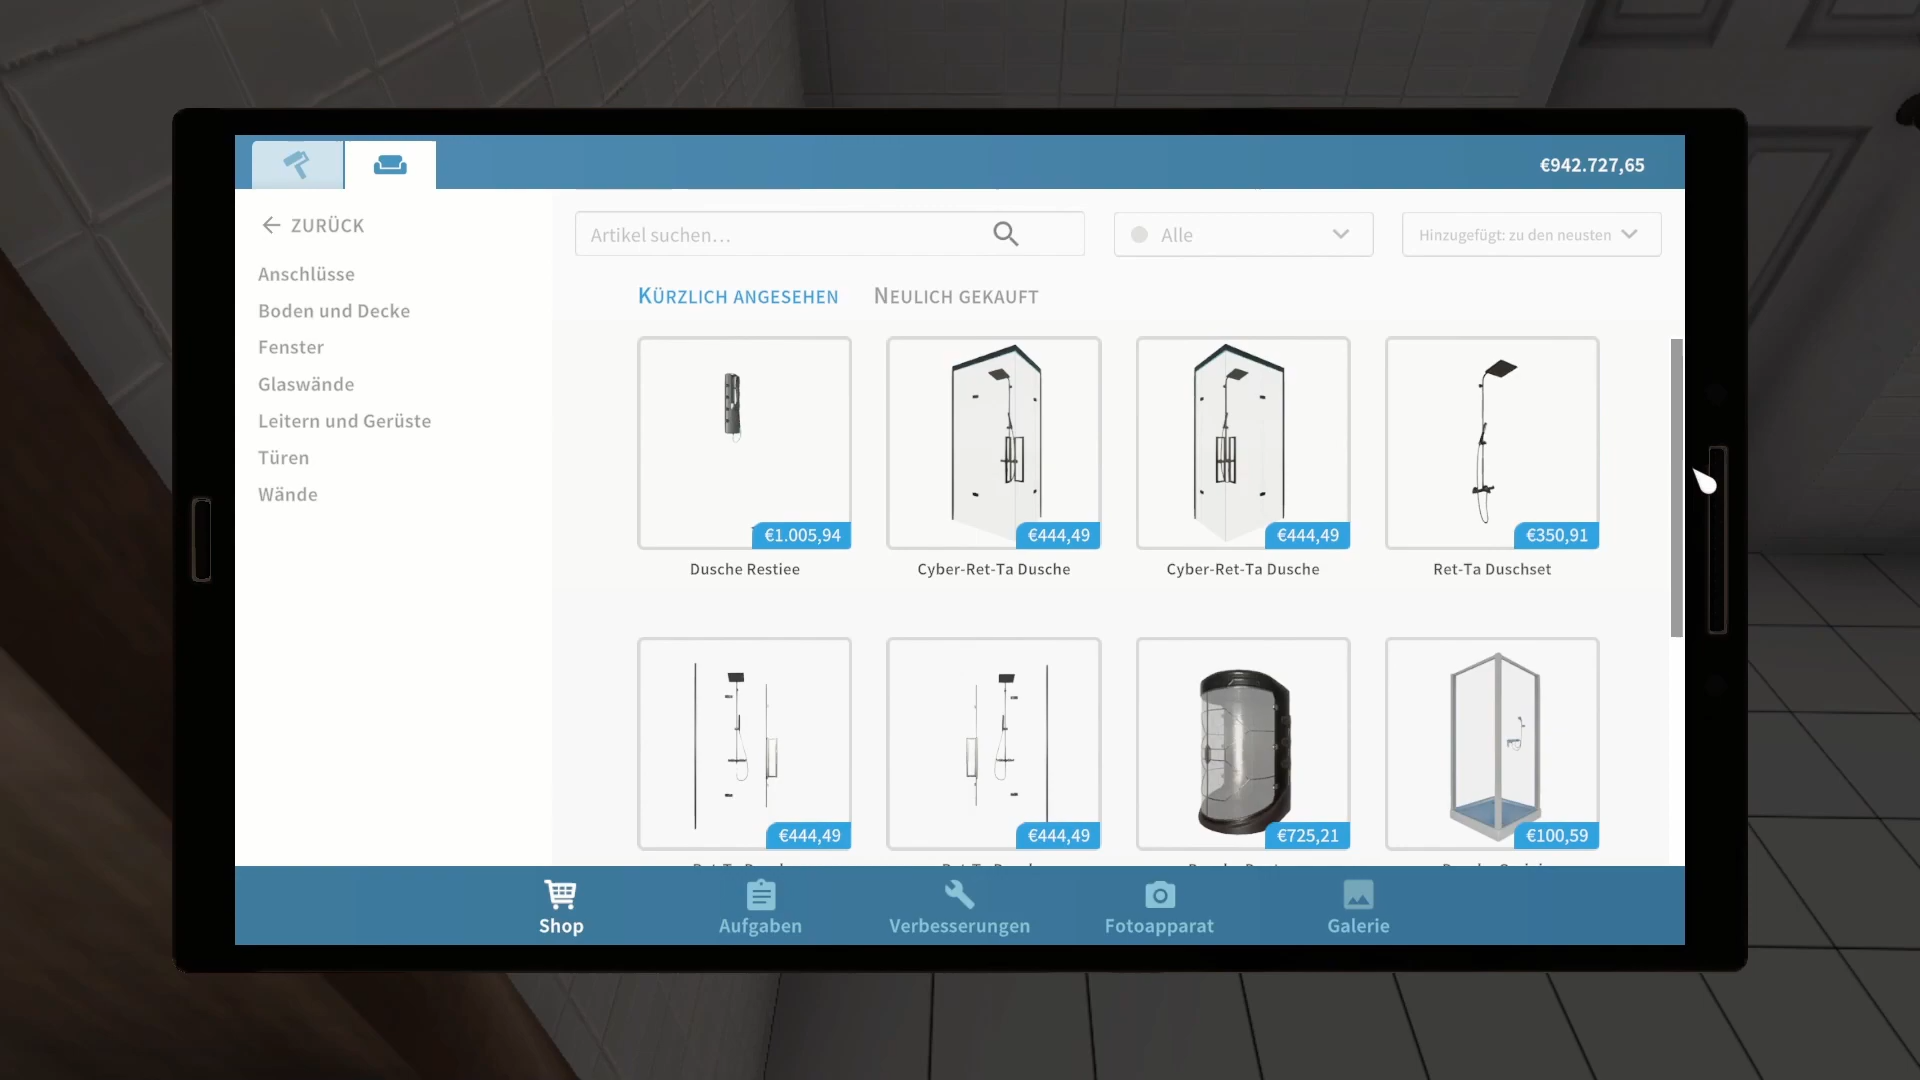 €942.727,65
ZURÜCK
Artikel suchen...
Alle
Hinzugefügt: zu den neusten
Anschlüsse
Boden und Decke
Fenster
Glaswände
Leitern und Gerüste
Türen
Wände
KÜRZLICH ANGESEHEN
NEULICH GEKAUFT
€1.005,94
€444,49
€444,49
€350,91
Dusche Restiee
Cyber-Ret-Ta Dusche
Cyber-Ret-Ta Dusche
Ret-Ta Duschset
€444,49
€444,49
€725,21
€100,59
Shop
Aufgaben
Verbesserungen
Fotoapparat
Galerie